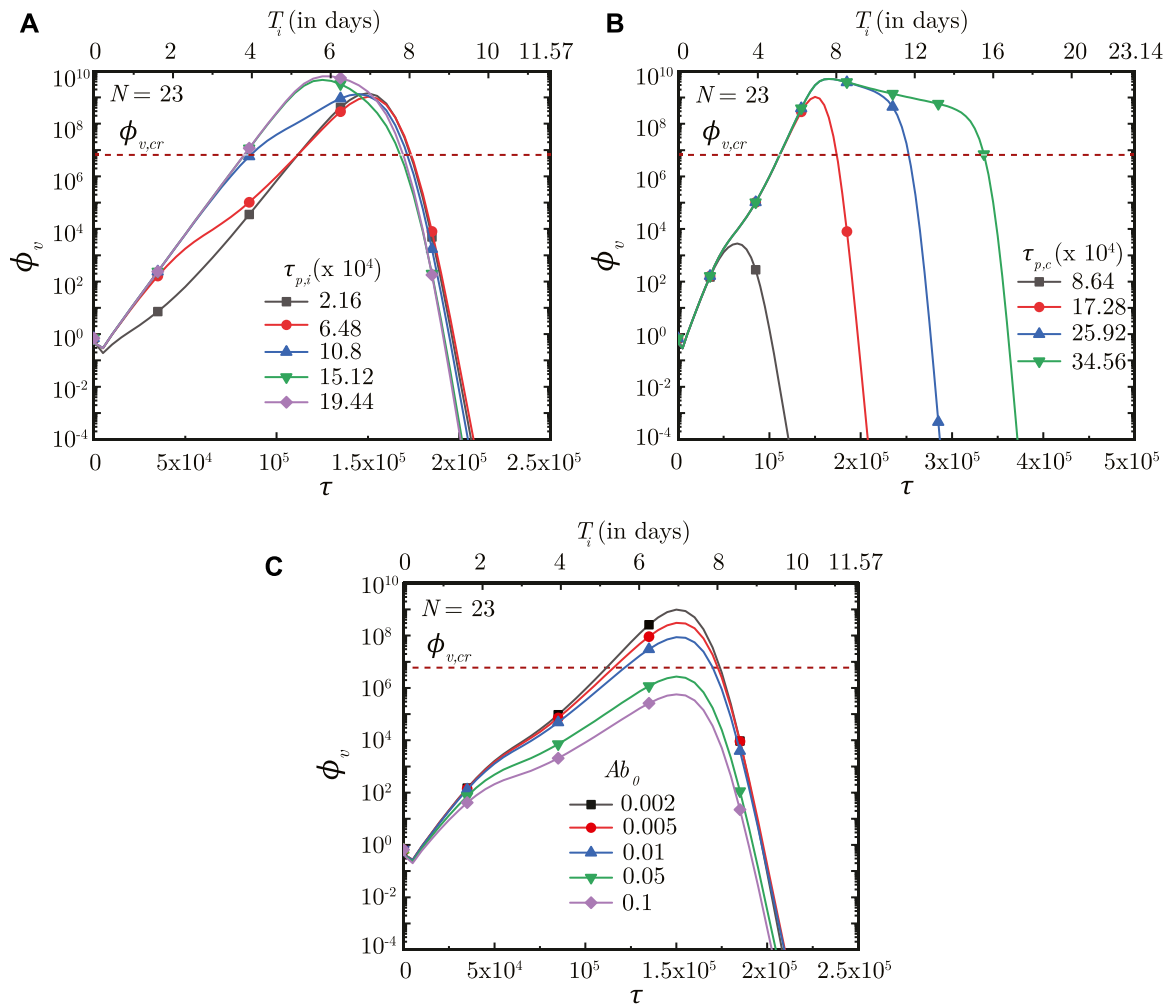 A
T_i (in days)
0 2 4 6 8 10 11.57
N = 23
ϕ_{v,cr}
10^10
10^8
10^6
10^4
10^2
10^0
10^-2
10^-4
ϕ_v
τ_{p,i} (x 10^4)
2.16
6.48
10.8
15.12
19.44
0 5x10^4 10^5 1.5x10^5 2x10^5 2.5x10^5
τ
B
T_i (in days)
0 4 8 12 16 20 23.14
N = 23
ϕ_{v,cr}
10^10
10^8
10^6
10^4
10^2
10^0
10^-2
10^-4
ϕ_v
τ_{p,c} (x 10^4)
8.64
17.28
25.92
34.56
0 10^5 2x10^5 3x10^5 4x10^5 5x10^5
τ
C
T_i (in days)
0 2 4 6 8 10 11.57
N = 23
ϕ_{v,cr}
10^10
10^8
10^6
10^4
10^2
10^0
10^-2
10^-4
ϕ_v
Ab_0
0.002
0.005
0.01
0.05
0.1
0 5x10^4 10^5 1.5x10^5 2x10^5 2.5x10^5
τ